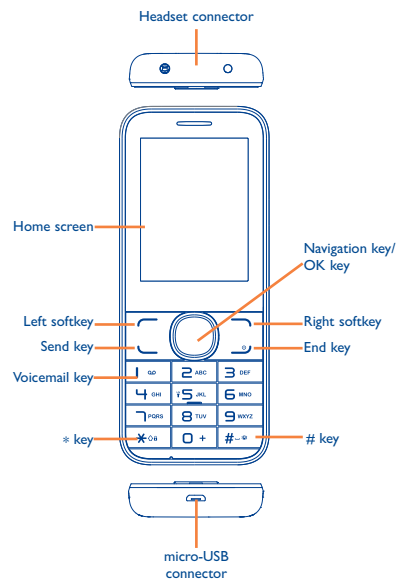 Headset connector
Home screen
Navigation key/
OK key
Left softkey
Right softkey
Send key
End key
Voicemail key
1
2 ABC
3 DEF
4 GHI
5 JKL
6 MNO
7 PQRS
8 TUV
9 WXYZ
* key
*
0 +
#
# key
micro-USB
connector